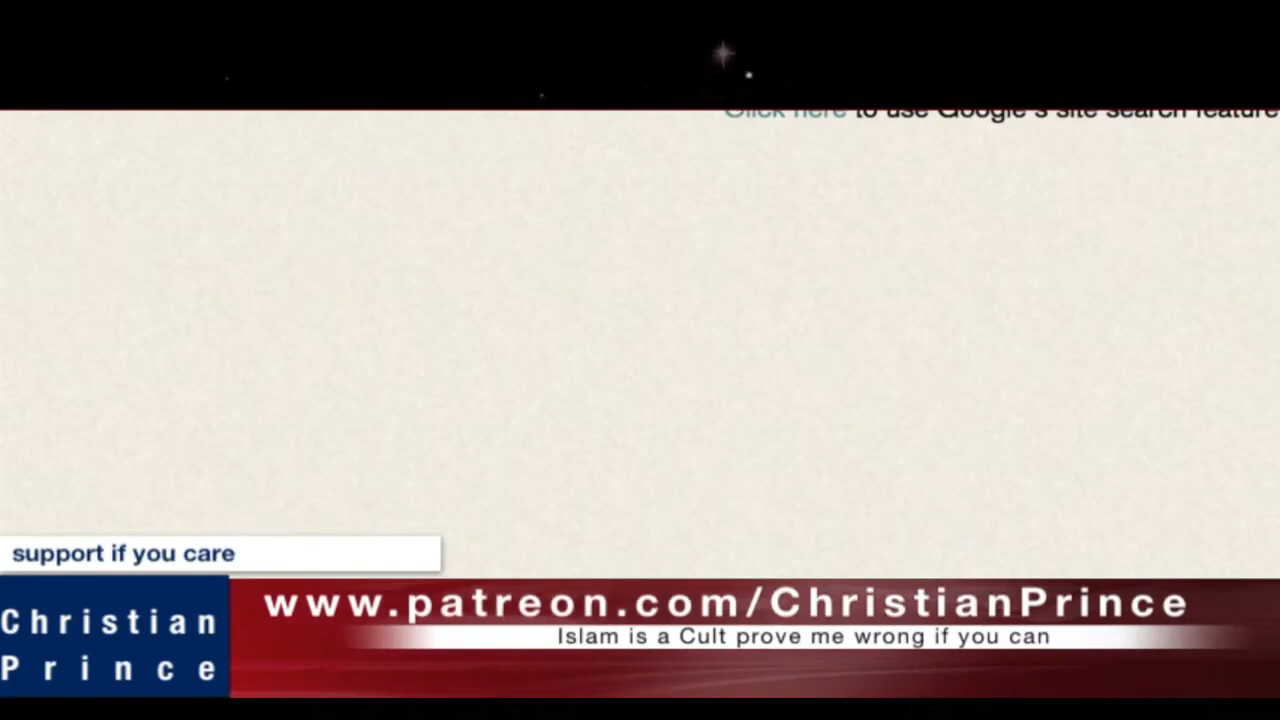 Click here to use Google's site search feature
support if you care
Christian
Prince
www.patreon.com/ChristianPrince
Islam is a Cult prove me wrong if you can